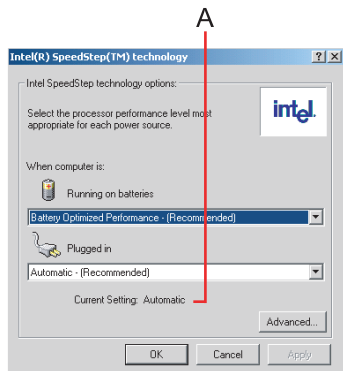 A
Intel(R) SpeedStep(TM) technology
Intel SpeedStep technology options:
Select the processor performance level most
appropriate for each power source.
intel.
When computer is:
Running on batteries
Battery Optimized Performance - (Recommended)
Plugged in
Automatic - (Recommended)
Current Setting: Automatic
Advanced...
OK Cancel Apply